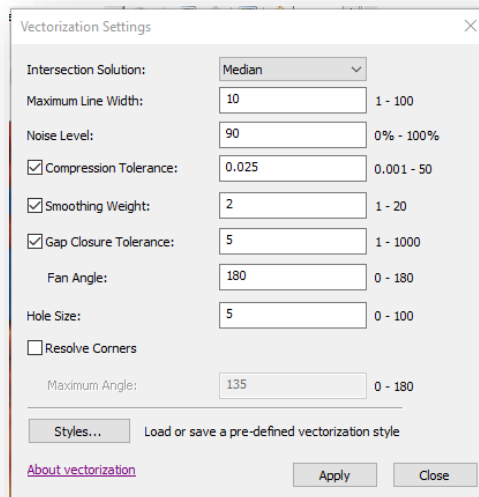 Vectorization Settings
Intersection Solution: Median
Maximum Line Width: 10 1 - 100
Noise Level: 90 0% - 100%
Compression Tolerance: 0.025 0.001 - 50
Smoothing Weight: 2 1 - 20
Gap Closure Tolerance: 5 1 - 1000
Fan Angle: 180 0 - 180
Hole Size: 5 0 - 100
Resolve Corners
Maximum Angle: 135 0 - 180
Styles... Load or save a pre-defined vectorization style
About vectorization Apply Close